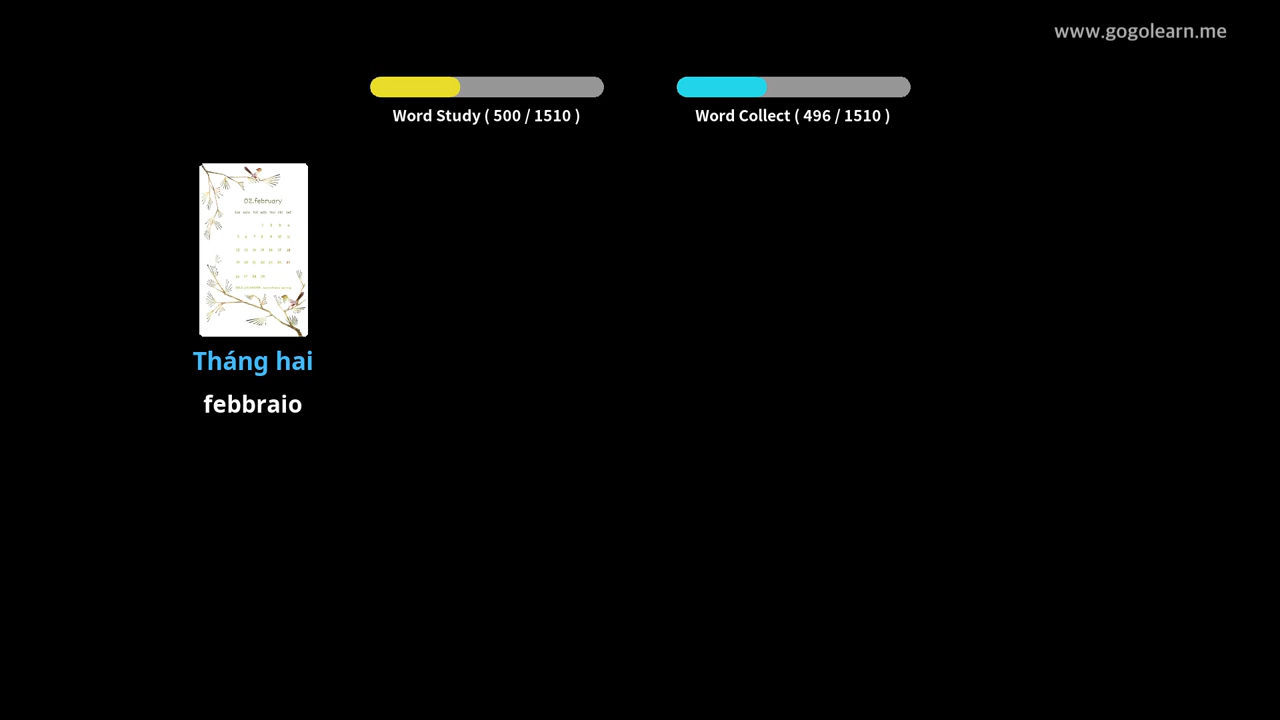 www.gogolearn.me
Word Study ( 500 / 1510 )
Word Collect ( 496 / 1510 )
02.february
Tháng hai
febbraio